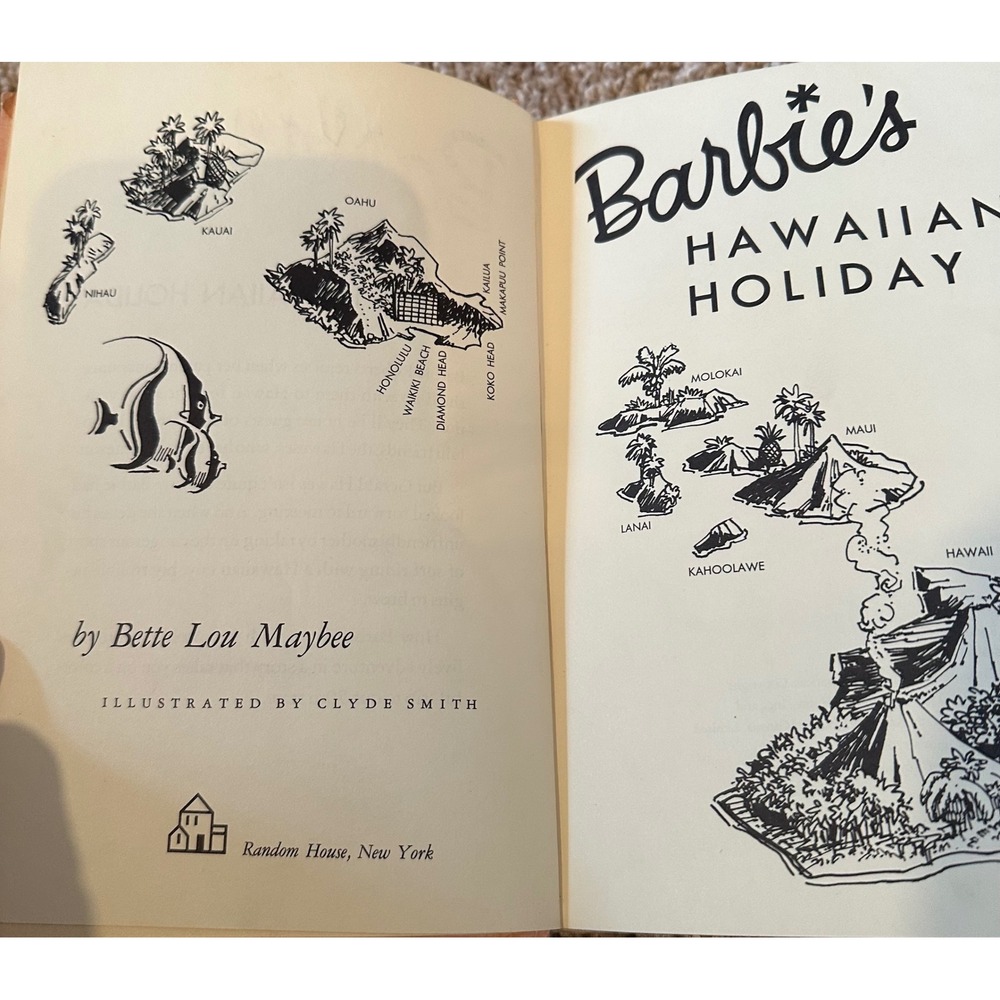 KAUAI
NIHAU
OAHU
KAILUA
MAKAPUU POINT
HONOLULU
WAIKIKI BEACH
DIAMOND HEAD
KOKO HEAD
by Bette Lou Maybee
ILLUSTRATED BY CLYDE SMITH
Random House, New York
Barbie's
HAWAIIAN
HOLIDAY
MOLOKAI
MAUI
LANAI
KAHOOLAWE
HAWAII